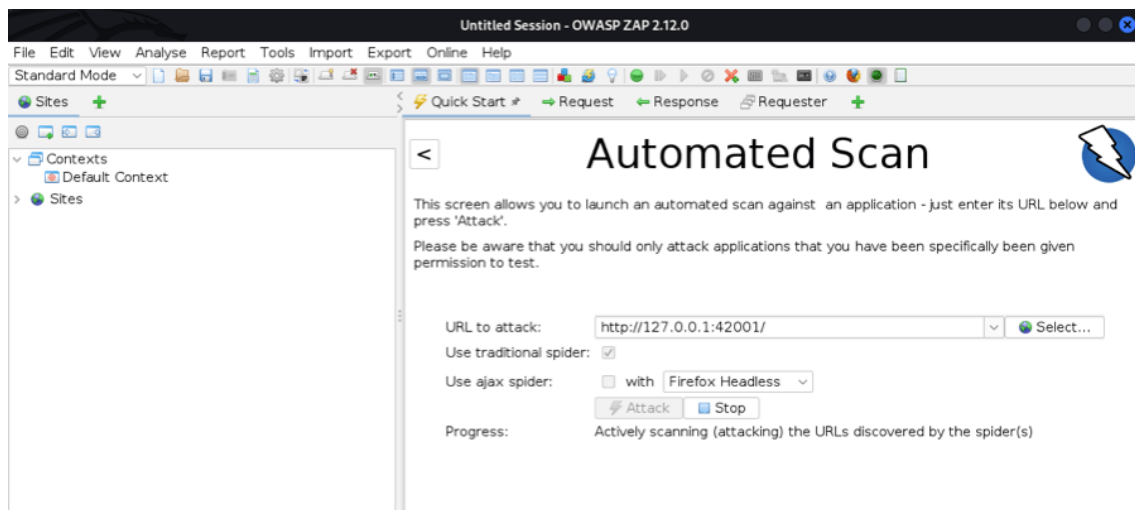 Untitled Session - OWASP ZAP 2.12.0
File Edit View Analyse Report Tools Import Export Online Help
Standard Mode
Sites
Quick Start Request Response Requester
Automated Scan
Contexts
Default Context
Sites
This screen allows you to launch an automated scan against  an application - just enter its URL below and
press 'Attack'.
Please be aware that you should only attack applications that you have been specifically been given
permission to test.
URL to attack: http://127.0.0.1:42001/ Select...
Use traditional spider:
Use ajax spider: with Firefox Headless
Attack Stop
Progress: Actively scanning (attacking) the URLs discovered by the spider(s)